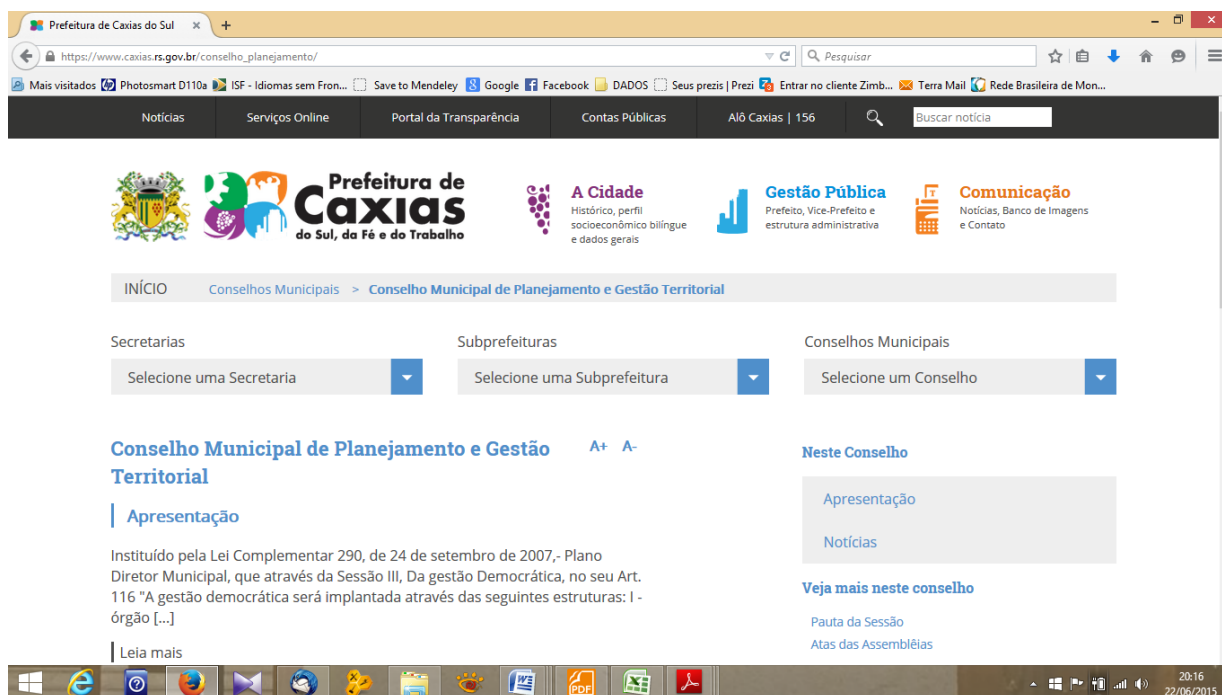 Prefeitura de Caxias do Sul × +
https://www.caxias.rs.gov.br/conselho_planejamento/ Pesquisar
Mais visitados Photosmart D110a ISF - Idiomas sem Fron... Save to Mendeley Google Facebook DADOS Seus prezis | Prezi Entrar no cliente Zimb... Terra Mail Rede Brasileira de Mon...
Notícias Serviços Online Portal da Transparência Contas Públicas Alô Caxias | 156 Buscar notícia
Prefeitura de
Caxias
do Sul, da Fé e do Trabalho
A Cidade
Histórico, perfil
socioeconômico bilíngue
e dados gerais
Gestão Pública
Prefeito, Vice-Prefeito e
estrutura administrativa
Comunicação
Notícias, Banco de Imagens
e Contato
INÍCIO Conselhos Municipais > Conselho Municipal de Planejamento e Gestão Territorial
Secretarias Subprefeituras Conselhos Municipais
Selecione uma Secretaria Selecione uma Subprefeitura Selecione um Conselho
Conselho Municipal de Planejamento e Gestão A+ A-
Territorial
Apresentação
Instituído pela Lei Complementar 290, de 24 de setembro de 2007,- Plano
Diretor Municipal, que através da Sessão III, Da gestão Democrática, no seu Art.
116 "A gestão democrática será implantada através das seguintes estruturas: I -
órgão [...]
Leia mais
Neste Conselho
Apresentação
Notícias
Veja mais neste conselho
Pauta da Sessão
Atas das Assembléias
PDF
20:16
22/06/2015